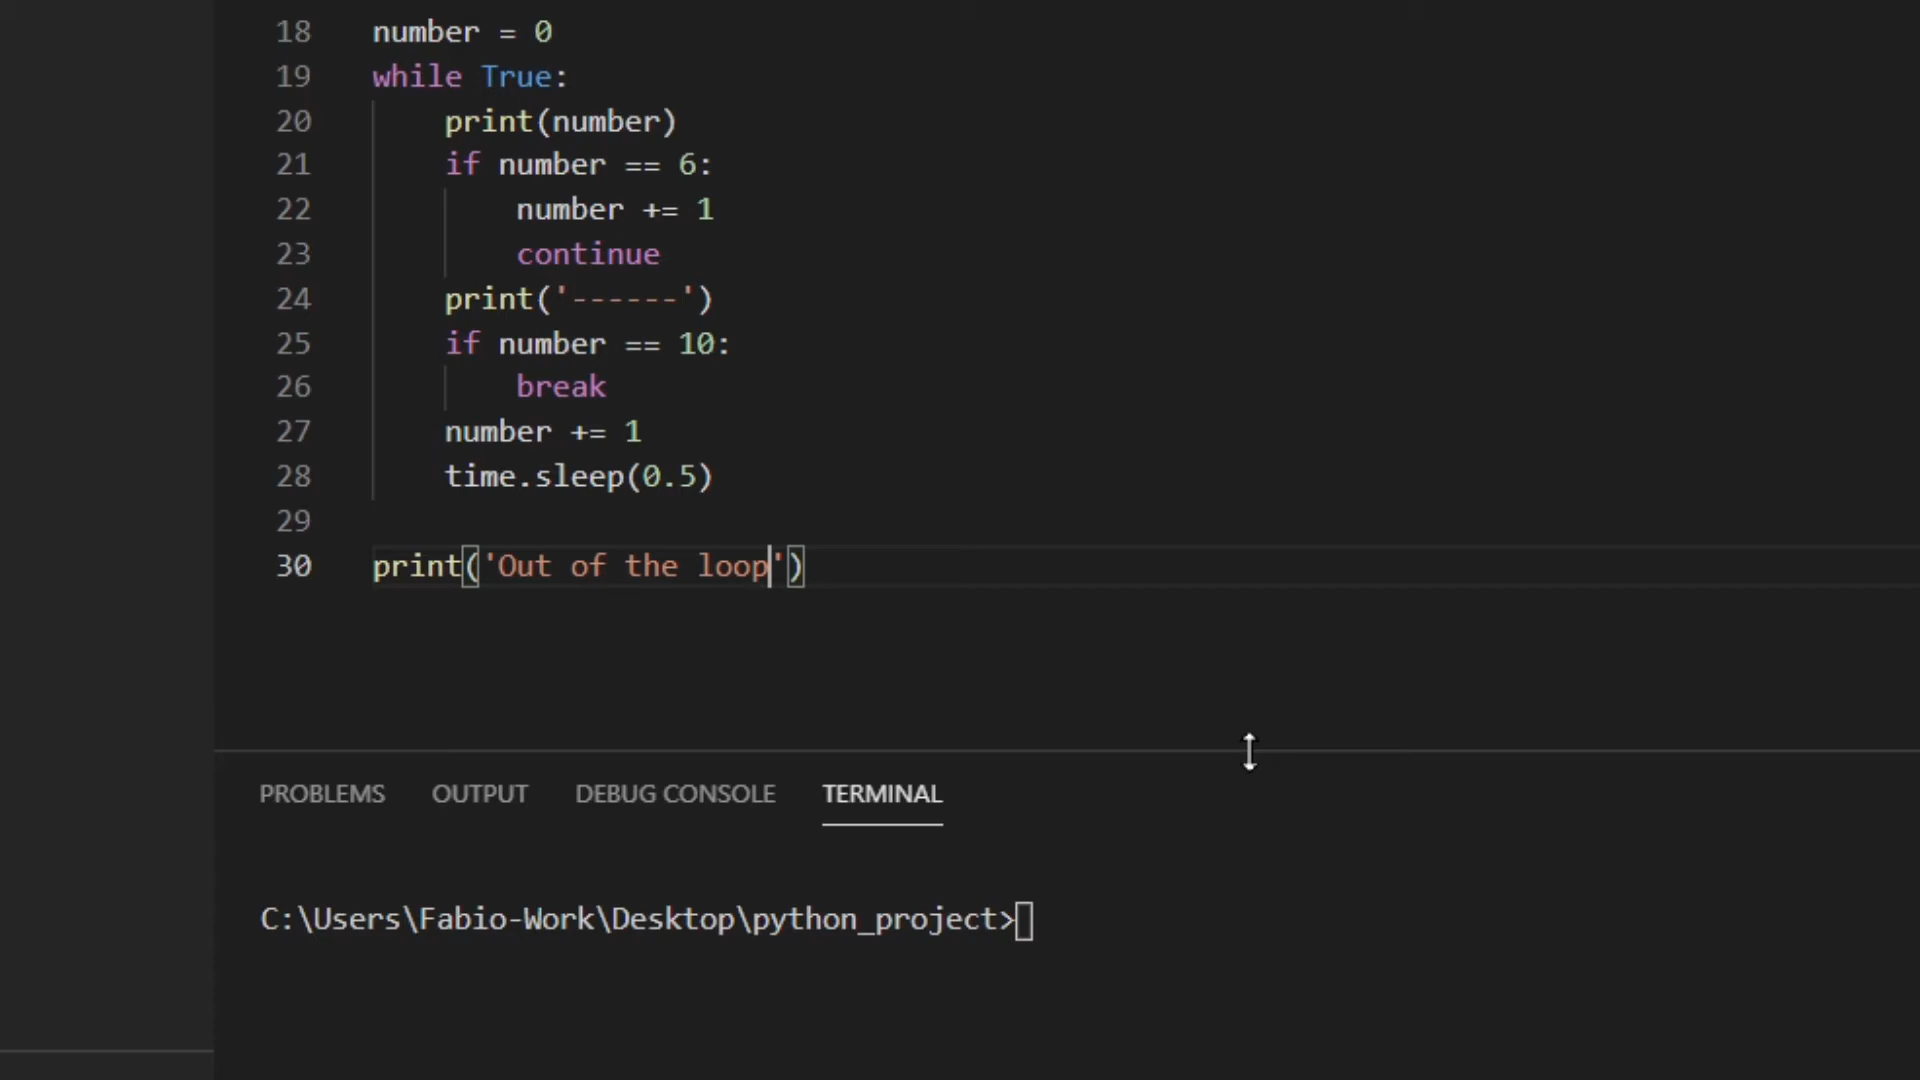 18 number = 0
19 while True:
20     print(number)
21     if number == 6:
22         number += 1
23         continue
24     print('------')
25     if number == 10:
26         break
27     number += 1
28     time.sleep(0.5)
29
30 print('Out of the loop')
PROBLEMS OUTPUT DEBUG CONSOLE TERMINAL
C:\Users\Fabio-Work\Desktop\python_project>